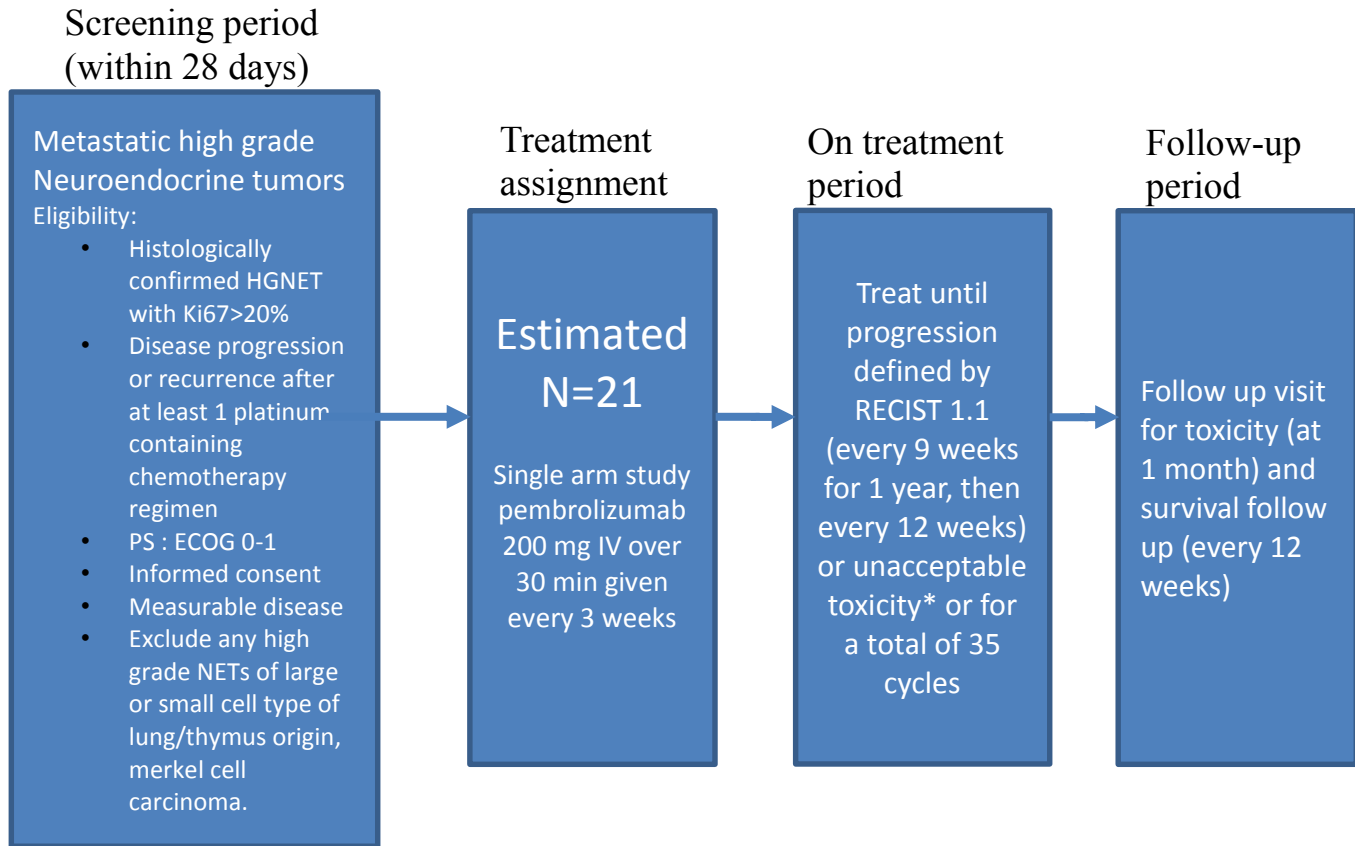 Screening period
(within 28 days)
Metastatic high grade
Neuroendocrine tumors
Eligibility:
• Histologically
confirmed HGNET
with Ki67>20%
• Disease progression
or recurrence after
at least 1 platinum
containing
chemotherapy
regimen
• PS : ECOG 0-1
• Informed consent
• Measurable disease
• Exclude any high
grade NETs of large
or small cell type of
lung/thymus origin,
merkel cell
carcinoma.
Treatment
assignment
Estimated
N=21
Single arm study
pembrolizumab
200 mg IV over
30 min given
every 3 weeks
On treatment
period
Treat until
progression
defined by
RECIST 1.1
(every 9 weeks
for 1 year, then
every 12 weeks)
or unacceptable
toxicity* or for
a total of 35
cycles
Follow-up
period
Follow up visit
for toxicity (at
1 month) and
survival follow
up (every 12
weeks)